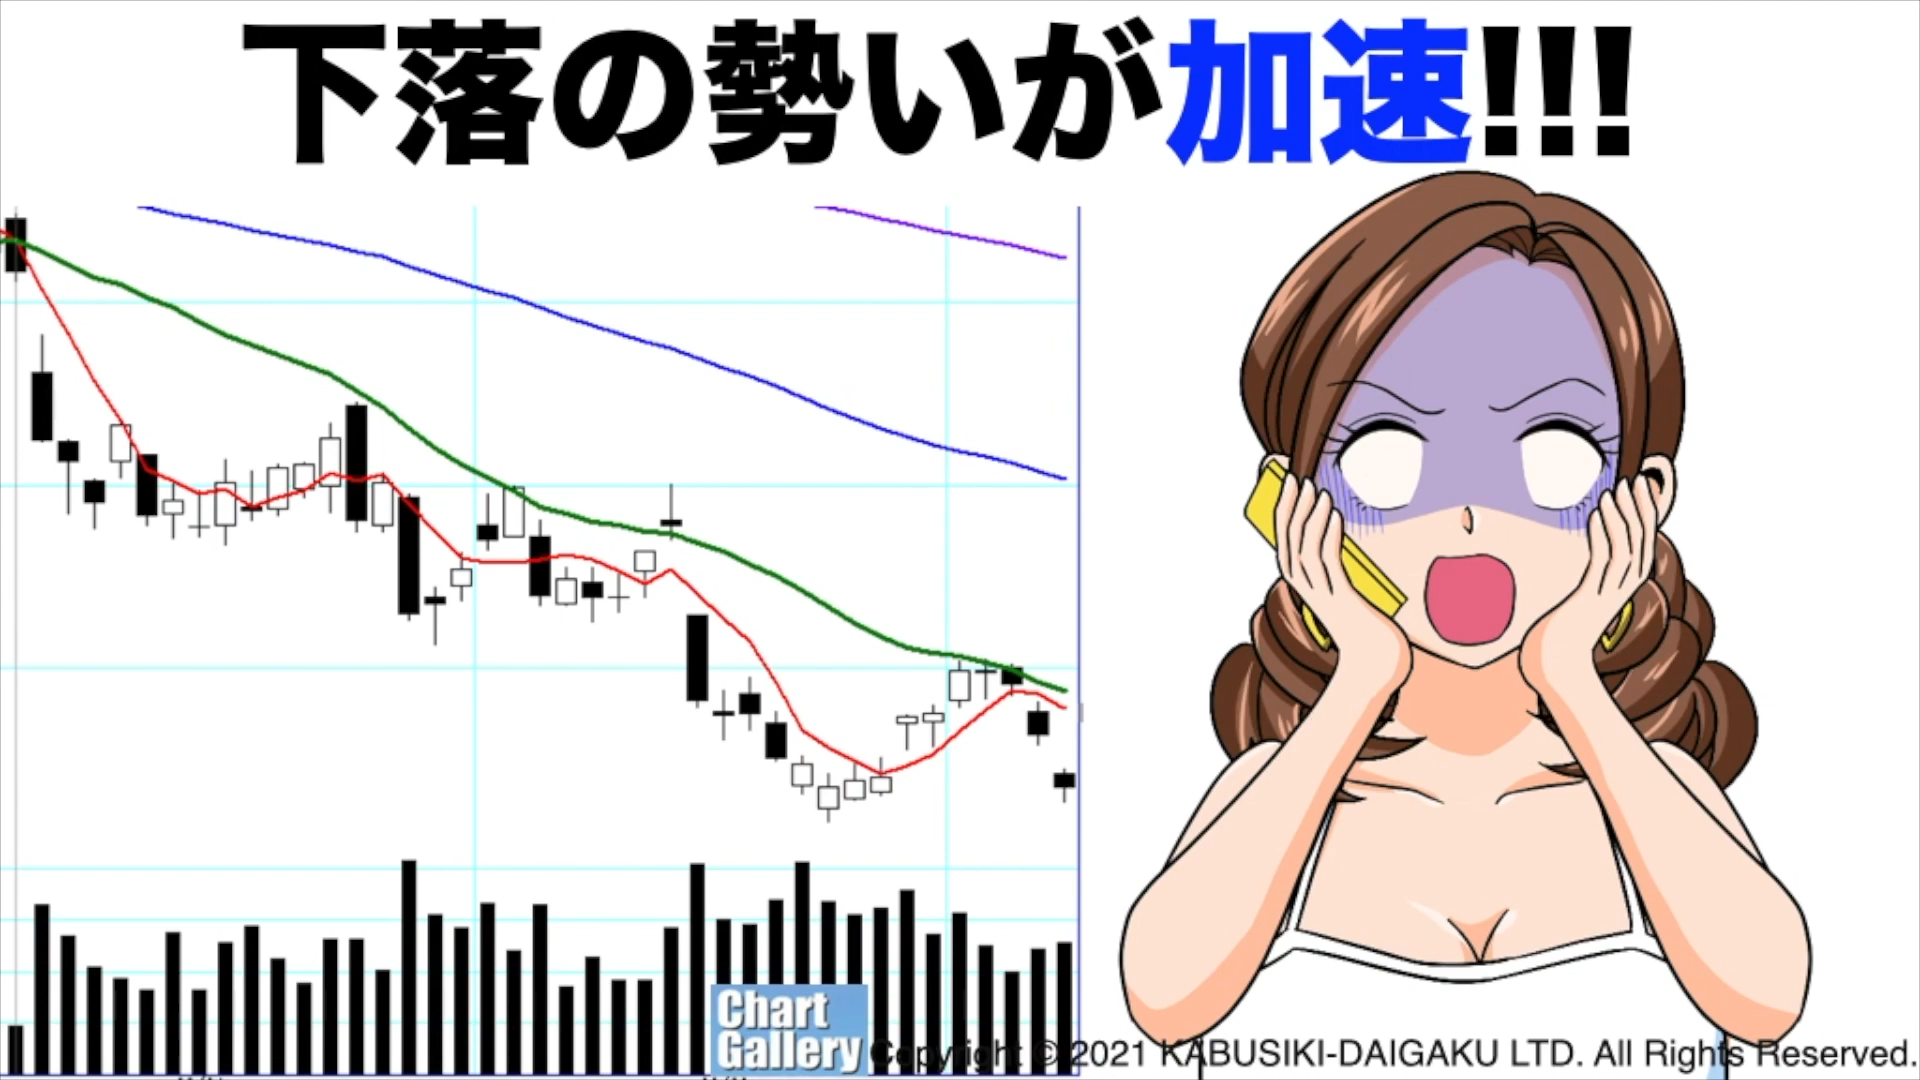 下落の勢いが加速!!!
Chart
Gallery
Copyright © 2021 KABUSIKI-DAIGAKU LTD. All Rights Reserved.